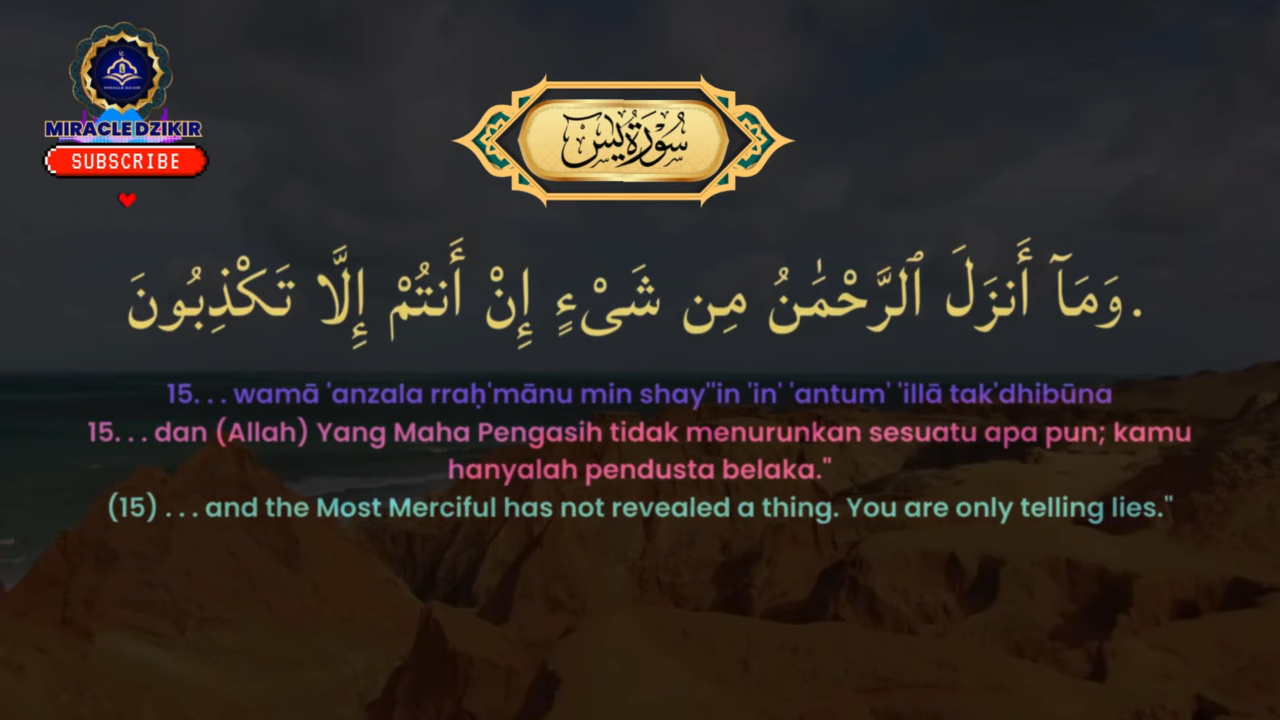 MIRACLE DZIKIR
SUBSCRIBE
سُورَةُ يس
.وَمَآ أَنزَلَ ٱلرَّحْمَٰنُ مِن شَىْءٍ إِنْ أَنتُمْ إِلَّا تَكْذِبُونَ
15. . . wamā 'anzala rraḥ'mānu min shay''in 'in' 'antum' 'illā tak'dhibūna
15. . . dan (Allah) Yang Maha Pengasih tidak menurunkan sesuatu apa pun; kamu
hanyalah pendusta belaka."
(15) . . . and the Most Merciful has not revealed a thing. You are only telling lies."